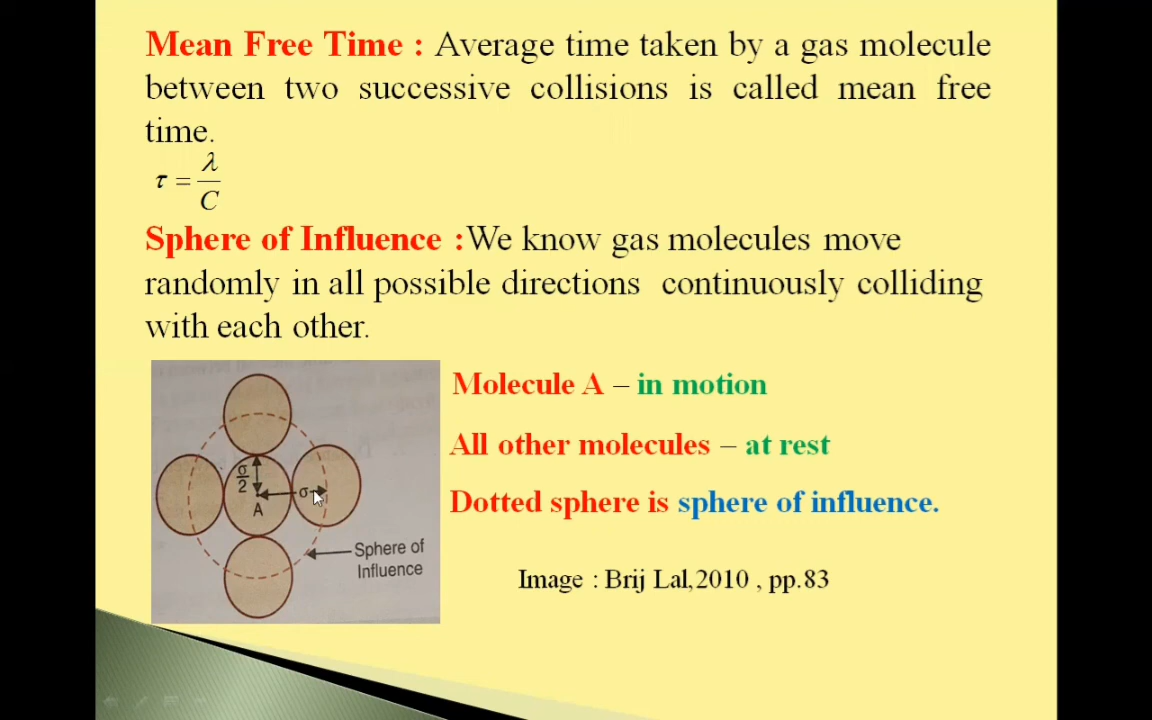 Mean Free Time : Average time taken by a gas molecule
between two successive collisions is called mean free
time.
τ = λ / C
Sphere of Influence :We know gas molecules move
randomly in all possible directions continuously colliding
with each other.
σ/2
σ
A
Sphere of
Influence
Molecule A – in motion
All other molecules – at rest
Dotted sphere is sphere of influence.
Image : Brij Lal,2010 , pp.83